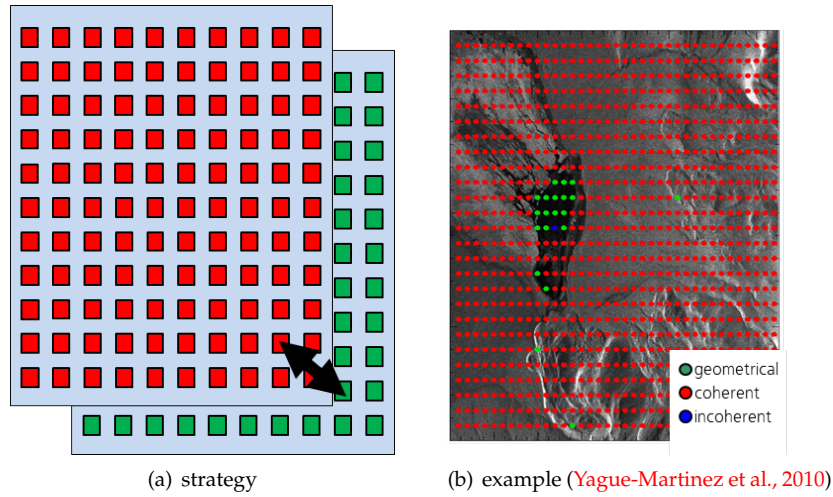 geometrical
coherent
incoherent
(a) strategy
(b) example (Yague-Martinez et al., 2010)